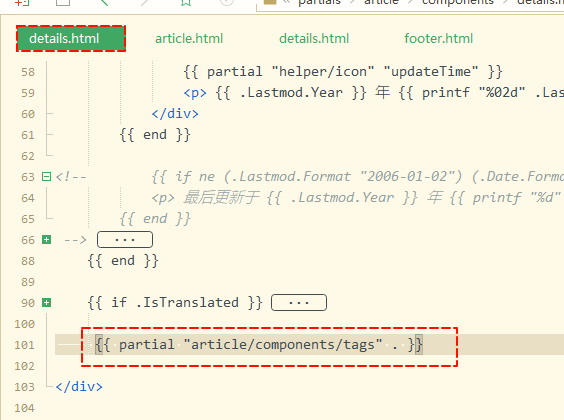 partials article components details.h
details.html article.html details.html footer.html
58 {{ partial "helper/icon" "updateTime" }}
59 <p> {{ .Lastmod.Year }} 年 {{ printf "%02d" .Las
60 </div>
61 {{ end }}
62
63 <!-- {{ if ne (.Lastmod.Format "2006-01-02") (.Date.Forma
64 <p> 最后更新于 {{ .Lastmod.Year }} 年 {{ printf "%d"
65 {{ end }}
66 --> ...
88 {{ end }}
89
90 {{ if .IsTranslated }} ...
100
101 {{ partial "article/components/tags" . }}
102
103 </div>
104